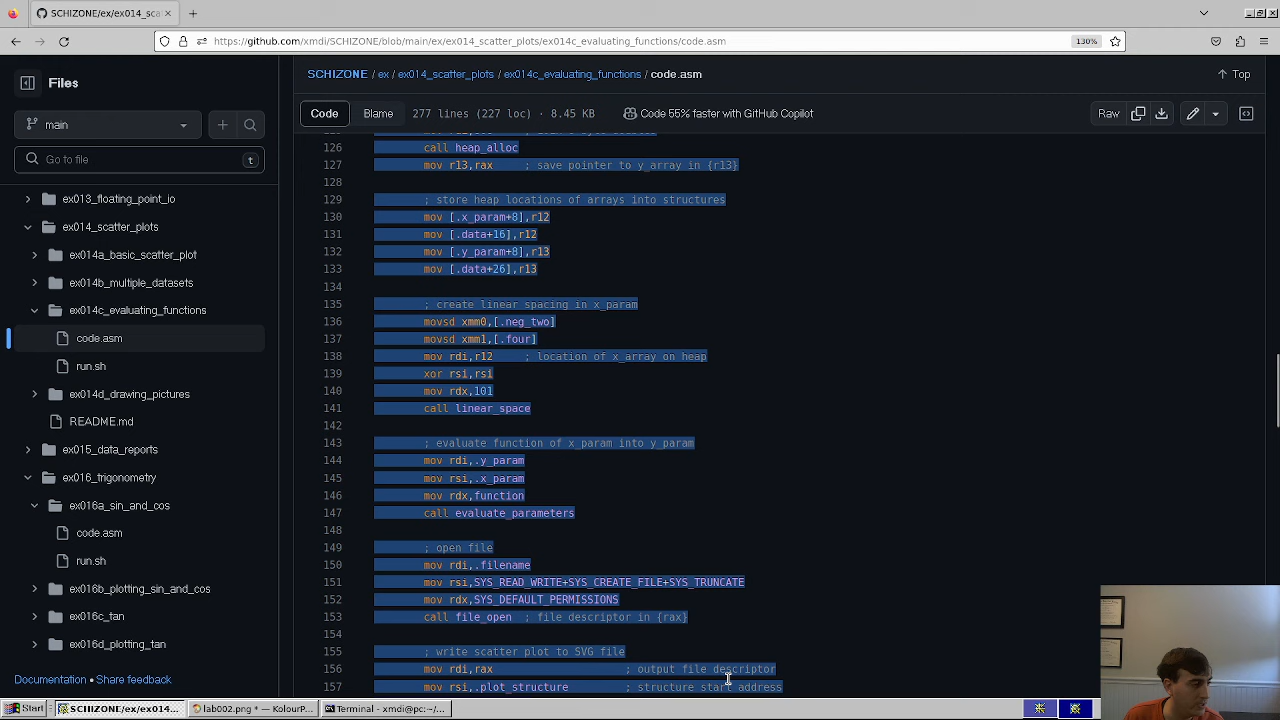 SCHIZONE/ex/ex014_sca
https://github.com/xmdi/SCHIZONE/blob/main/ex/ex014_scatter_plots/ex014c_evaluating_functions/code.asm
130%
Files
main
Go to file
t
ex013_floating_point_io
ex014_scatter_plots
ex014a_basic_scatter_plot
ex014b_multiple_datasets
ex014c_evaluating_functions
code.asm
run.sh
ex014d_drawing_pictures
README.md
ex015_data_reports
ex016_trigonometry
ex016a_sin_and_cos
code.asm
run.sh
ex016b_plotting_sin_and_cos
ex016c_tan
ex016d_plotting_tan
Documentation • Share feedback
SCHIZONE / ex / ex014_scatter_plots / ex014c_evaluating_functions / code.asm
Top
Code
Blame
277 lines (227 loc) · 8.45 KB
Code 55% faster with GitHub Copilot
Raw
126 call heap_alloc
127 mov r13,rax ; save pointer to y_array in {r13}
128
129 ; store heap locations of arrays into structures
130 mov [.x_param+8],r12
131 mov [.data+16],r12
132 mov [.y_param+8],r13
133 mov [.data+26],r13
134
135 ; create linear spacing in x_param
136 movsd xmm0,[.neg_two]
137 movsd xmm1,[.four]
138 mov rdi,r12 ; location of x_array on heap
139 xor rsi,rsi
140 mov rdx,101
141 call linear_space
142
143 ; evaluate function of x_param into y_param
144 mov rdi,.y_param
145 mov rsi,.x_param
146 mov rdx,function
147 call evaluate_parameters
148
149 ; open file
150 mov rdi,.filename
151 mov rsi,SYS_READ_WRITE+SYS_CREATE_FILE+SYS_TRUNCATE
152 mov rdx,SYS_DEFAULT_PERMISSIONS
153 call file_open ; file descriptor in {rax}
154
155 ; write scatter plot to SVG file
156 mov rdi,rax ; output file descriptor
157 mov rsi,.plot_structure ; structure start address
Start
SCHIZONE/ex/ex014...
lab002.png * — KolourP...
Terminal - xmdi@pc:~/...